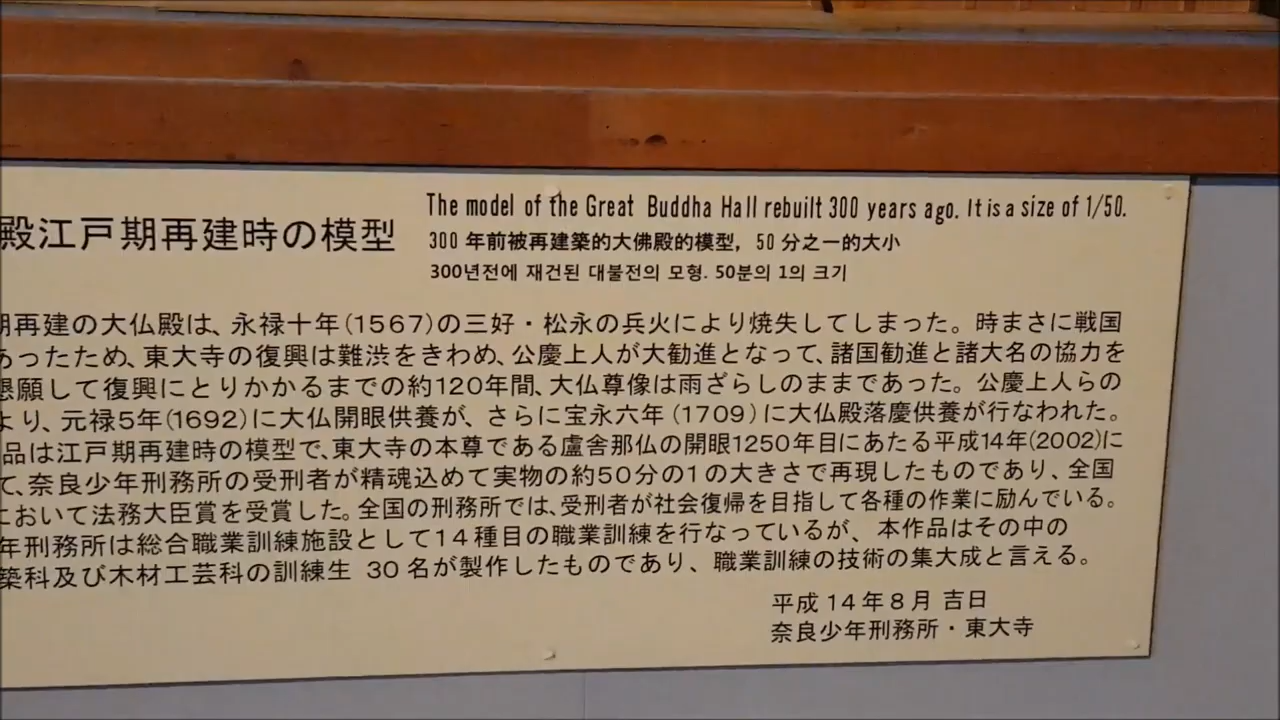 殿江戸期再建時の模型
The model of the Great Buddha Hall rebuilt 300 years ago. It is a size of 1/50.
300 年前被再建築的大佛殿的模型, 50 分之一的大小
300년전에 재건된 대불전의 모형. 50분의 1의 크기
期再建の大仏殿は、永禄十年(1567)の三好・松永の兵火により焼失してしまった。時まさに戦国
あったため、東大寺の復興は難渋をきわめ、公慶上人が大勧進となって、諸国勧進と諸大名の協力を
懇願して復興にとりかかるまでの約120年間、大仏尊像は雨ざらしのままであった。公慶上人らの
より、元禄5年(1692)に大仏開眼供養が、さらに宝永六年(1709)に大仏殿落慶供養が行なわれた。
品は江戸期再建時の模型で、東大寺の本尊である盧舎那仏の開眼1250年目にあたる平成14年(2002)に
て、奈良少年刑務所の受刑者が精魂込めて実物の約50分の1の大きさで再現したものであり、全国
において法務大臣賞を受賞した。全国の刑務所では、受刑者が社会復帰を目指して各種の作業に励んでいる。
年刑務所は総合職業訓練施設として14種目の職業訓練を行なっているが、本作品はその中の
築科及び木材工芸科の訓練生 30名が製作したものであり、職業訓練の技術の集大成と言える。
平成14年8月 吉日
奈良少年刑務所・東大寺